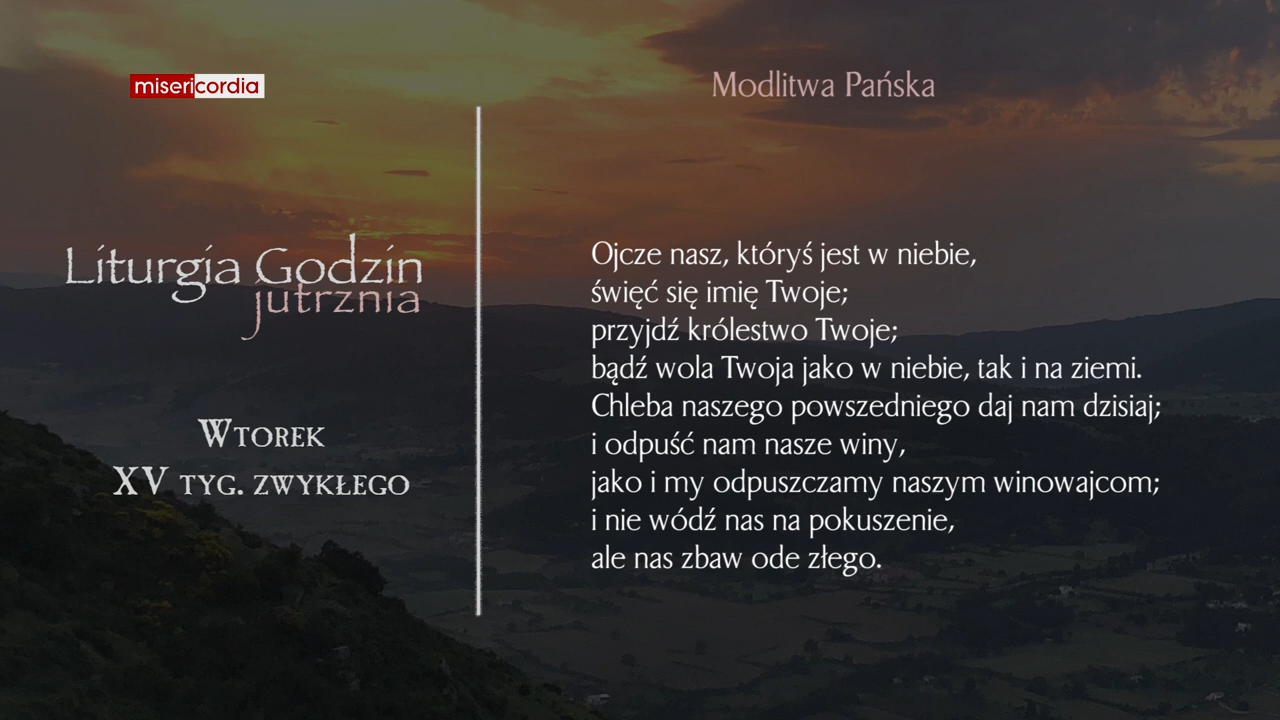 misericordia
Liturgia Godzin
jutrznia
Wtorek
XV tyg. zwykłego
Modlitwa Pańska
Ojcze nasz, któryś jest w niebie,
święć się imię Twoje;
przyjdź królestwo Twoje;
bądź wola Twoja jako w niebie, tak i na ziemi.
Chleba naszego powszedniego daj nam dzisiaj;
i odpuść nam nasze winy,
jako i my odpuszczamy naszym winowajcom;
i nie wódź nas na pokuszenie,
ale nas zbaw ode złego.